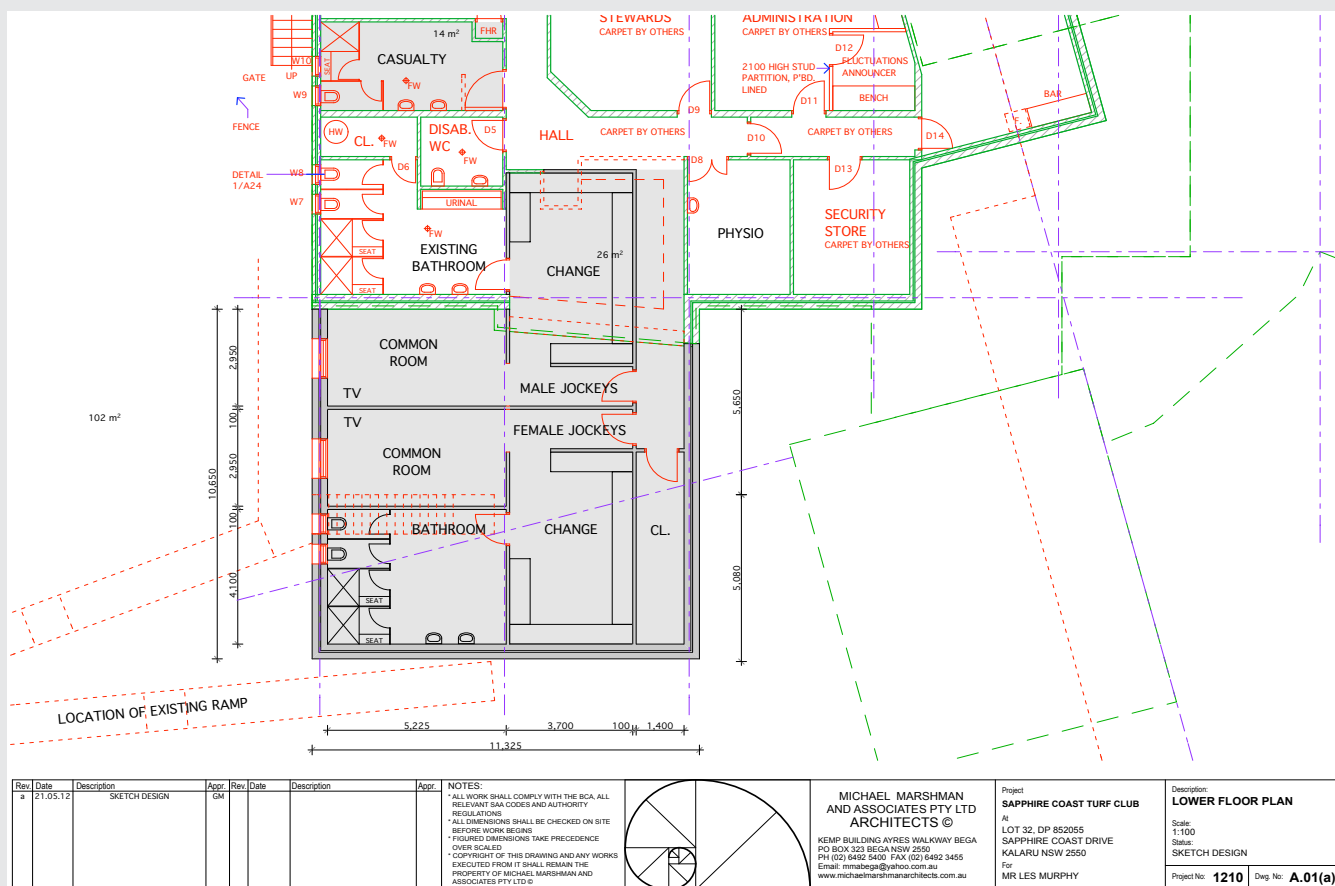 STEWARDS
CARPET BY OTHERS
ADMINISTRATION
CARPET BY OTHERS
14 m²
FHR
CASUALTY
SEAT
FW
W10
GATE
UP
W9
FENCE
D12
FLUCTUATIONS
ANNOUNCER
2100 HIGH STUD
PARTITION, P'BD.
LINED
BENCH
BAR
F.
D9
D11
HW
CL.
FW
DISAB.
WC
D5
FW
HALL
CARPET BY OTHERS
D10
CARPET BY OTHERS
D14
D6
D8
D13
DETAIL
1/A24
W8
W7
URINAL
FW
EXISTING
BATHROOM
SEAT
SEAT
26 m²
CHANGE
PHYSIO
SECURITY
STORE
CARPET BY OTHERS
COMMON
ROOM
TV
MALE JOCKEYS
TV
FEMALE JOCKEYS
COMMON
ROOM
102 m²
2,950
100
2,950
100
4,100
10,650
5,650
5,080
BATHROOM
CHANGE
CL.
SEAT
SEAT
LOCATION OF EXISTING RAMP
5,225
3,700
100
1,400
11,325
Rev. Date Description Appr. Rev. Date Description Appr.
a 21.05.12 SKETCH DESIGN GM
NOTES:
* ALL WORK SHALL COMPLY WITH THE BCA, ALL
RELEVANT SAA CODES AND AUTHORITY
REGULATIONS
* ALL DIMENSIONS SHALL BE CHECKED ON SITE
BEFORE WORK BEGINS
* FIGURED DIMENSIONS TAKE PRECEDENCE
OVER SCALED
* COPYRIGHT OF THIS DRAWING AND ANY WORKS
EXECUTED FROM IT SHALL REMAIN THE
PROPERTY OF MICHAEL MARSHMAN AND
ASSOCIATES PTY LTD ©
MICHAEL MARSHMAN
AND ASSOCIATES PTY LTD
ARCHITECTS ©
KEMP BUILDING AYRES WALKWAY BEGA
PO BOX 323 BEGA NSW 2550
PH (02) 6492 5400 FAX (02) 6492 3455
Email: mmabega@yahoo.com.au
www.michaelmarshmanarchitects.com.au
Project
SAPPHIRE COAST TURF CLUB
At
LOT 32, DP 852055
SAPPHIRE COAST DRIVE
KALARU NSW 2550
For
MR LES MURPHY
Description:
LOWER FLOOR PLAN
Scale:
1:100
Status:
SKETCH DESIGN
Project No: 1210 Dwg. No: A.01(a)